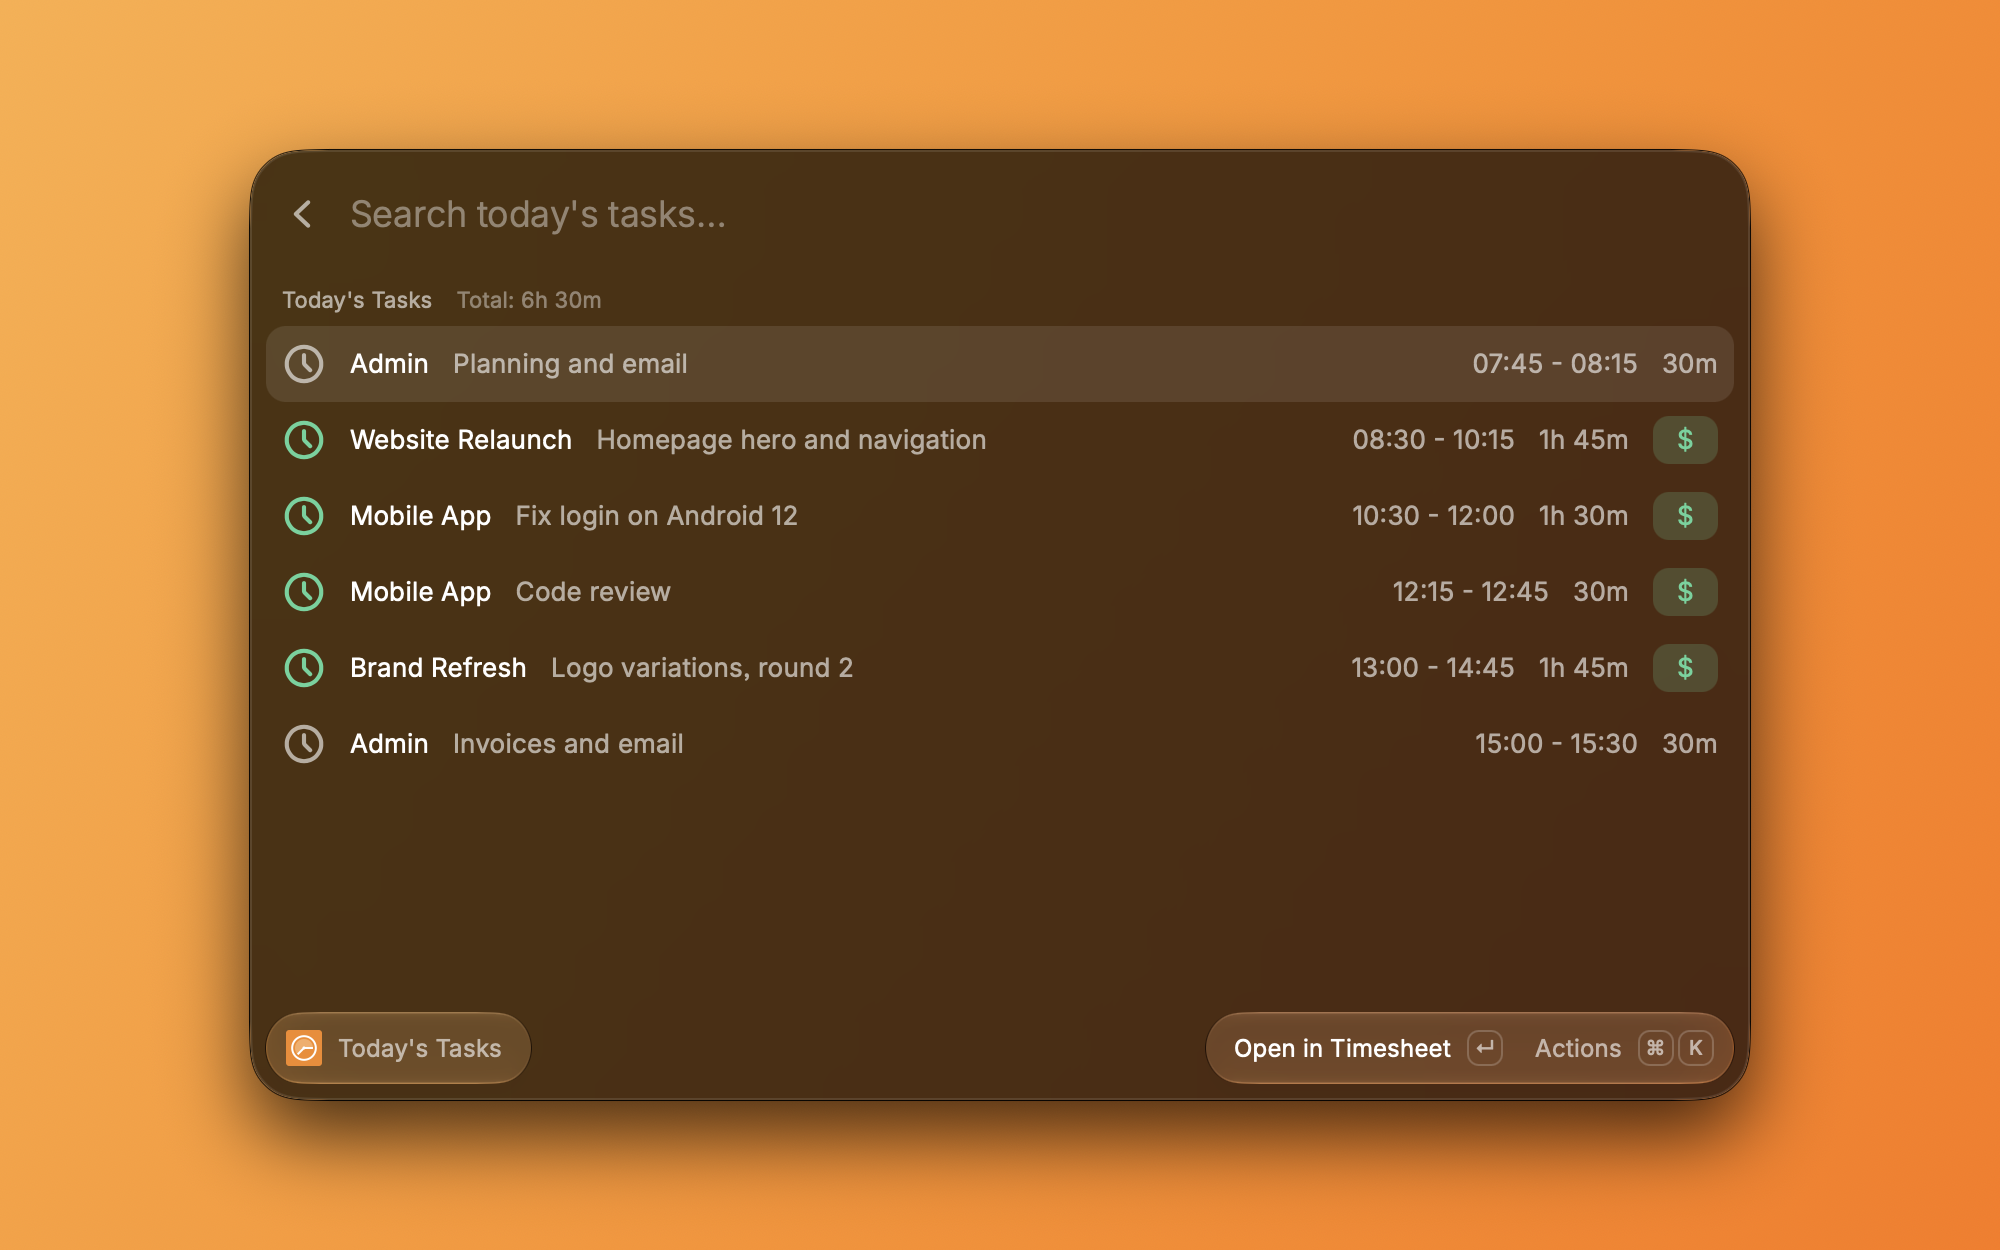 Search today's tasks...
Today's Tasks Total: 6h 30m
Admin Planning and email 07:45 - 08:15 30m
Website Relaunch Homepage hero and navigation 08:30 - 10:15 1h 45m $
Mobile App Fix login on Android 12 10:30 - 12:00 1h 30m $
Mobile App Code review 12:15 - 12:45 30m $
Brand Refresh Logo variations, round 2 13:00 - 14:45 1h 45m $
Admin Invoices and email 15:00 - 15:30 30m
Today's Tasks Open in Timesheet ↵ Actions ⌘ K